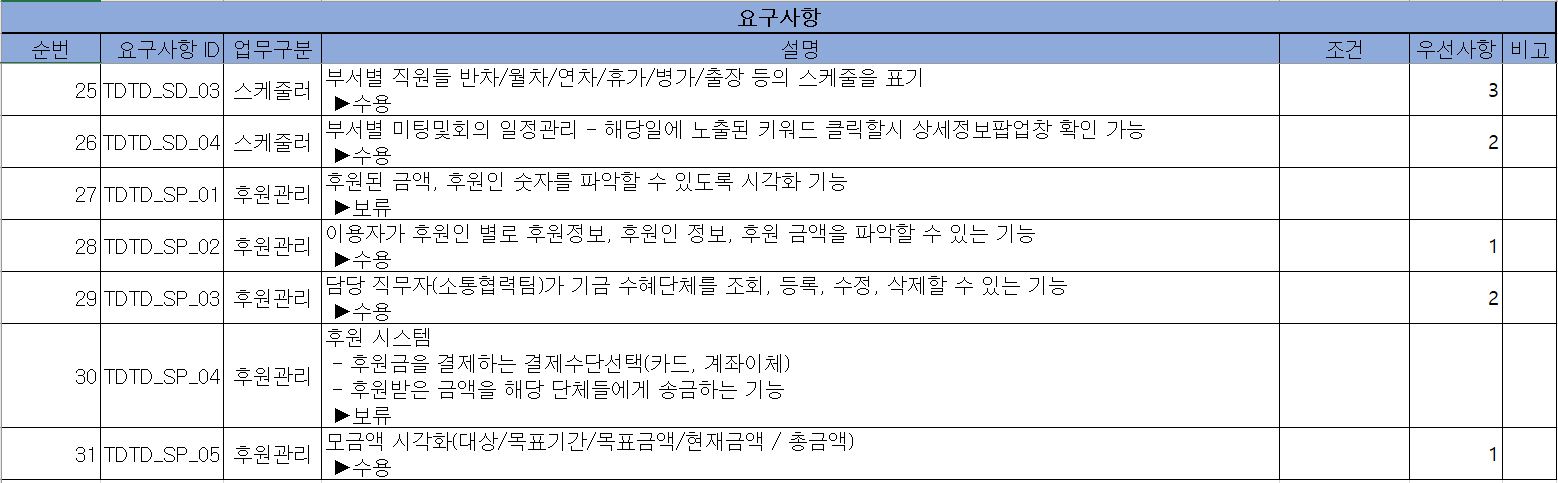 요구사항
순번 요구사항 ID 업무구분 설명 조건 우선사항 비고
25 TDTD_SD_03 스케줄러 부서별 직원들 반차/월차/연차/휴가/병가/출장 등의 스케줄을 표기 3
▶수용
26 TDTD_SD_04 스케줄러 부서별 미팅및회의 일정관리 - 해당일에 노출된 키워드 클릭할시 상세정보팝업창 확인 가능 2
▶수용
27 TDTD_SP_01 후원관리 후원된 금액, 후원인 숫자를 파악할 수 있도록 시각화 기능
▶보류
28 TDTD_SP_02 후원관리 이용자가 후원인 별로 후원정보, 후원인 정보, 후원 금액을 파악할 수 있는 기능 1
▶수용
29 TDTD_SP_03 후원관리 담당 직무자(소통협력팀)가 기금 수혜단체를 조회, 등록, 수정, 삭제할 수 있는 기능 2
▶수용
30 TDTD_SP_04 후원관리 후원 시스템
- 후원금을 결제하는 결제수단선택(카드, 계좌이체)
- 후원받은 금액을 해당 단체들에게 송금하는 기능
▶보류
31 TDTD_SP_05 후원관리 모금액 시각화(대상/목표기간/목표금액/현재금액 / 총금액) 1
▶수용